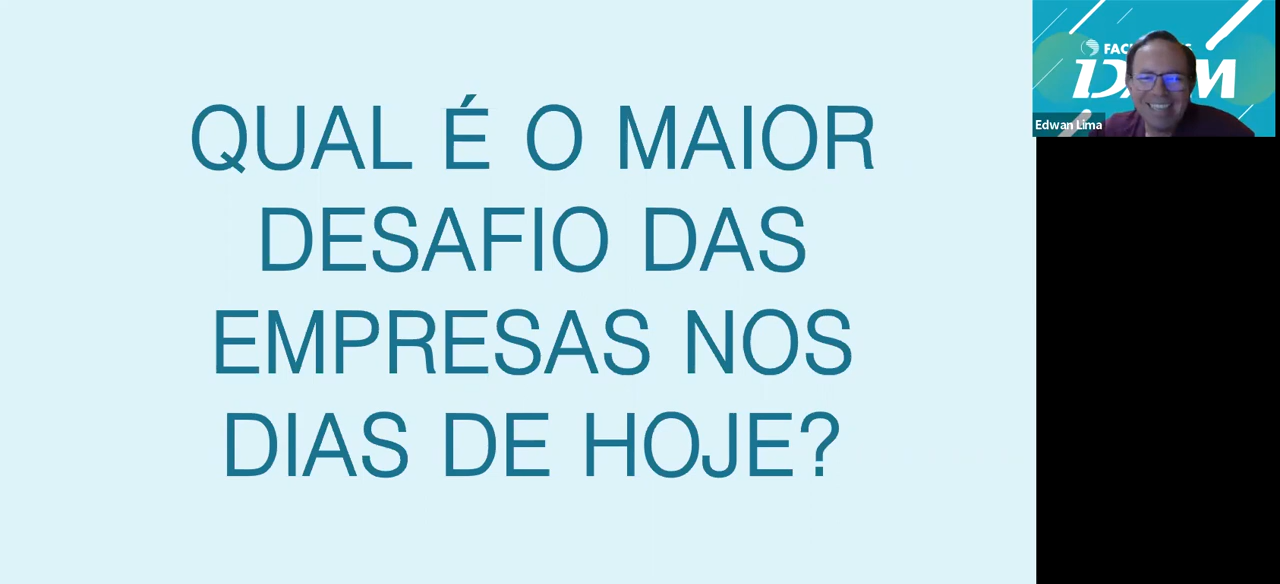 QUAL É O MAIOR
DESAFIO DAS
EMPRESAS NOS
DIAS DE HOJE?
Edwan Lima